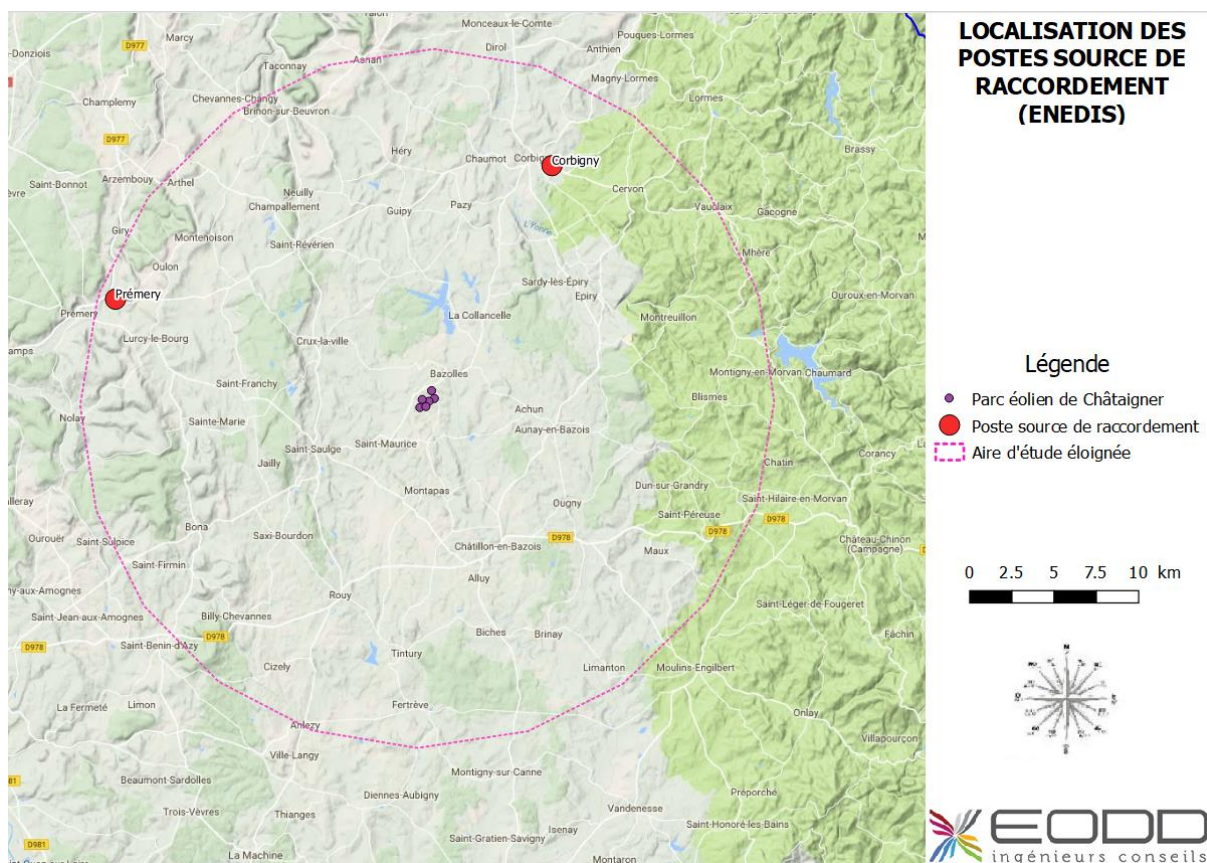 LOCALISATION DES
POSTES SOURCE DE
RACCORDEMENT
(ENEDIS)
Légende
Parc éolien de Châtaigner
Poste source de raccordement
Aire d'étude éloignée
0 2.5 5 7.5 10 km
EODD
ingénieurs conseils
Monceaux-le-Comte
Pouques-Lormes
Marcy
D977
Dirol
Anthien
-Donziois
Asnan
Taconnay
Magny-Lormes
Champlemy
Chevannes-Changy
Brinon-sur-Beuvron
Lormes
D977
Brassy
Héry
Chaumot
Corbigny
Saint-Bonnot
Arzembouy
Arthel
Neuilly
Cervon
Champallement
Guipy
Pazy
Vauclaix
Gâcogne
Giry
Montenoison
Saint-Révérien
L'Yonne
Mhère
Oulon
Sardy-lès-Épiry
Epiry
Ouroux-en-Morvan
Prémery
Prémery
La Collancelle
Montreuillon
Lurcy-le-Bourg
Crux-la-ville
Montigny-en-Morvan
Chaumard
Bazolles
Saint-Franchy
Blismes
Nolay
Sainte-Marie
Achun
Aunay-en-Bazois
Saint-Maurice
Saint-Saulge
Corancy
Jailly
Chatin
Montapas
Dun-sur-Grandry
Saint-Hilaire-en-Morvan
Ougny
Saint-Péreuse
D978
D978
Bona
Ourouër
Saint-Sulpice
Saxi-Bourdon
D978
Château-Chinon
(Campagne)
Châtillon-en-Bazois
Maux
Saint-Firmin
Alluy
ny-aux-Amognes
Rouy
Saint-Léger-de-Fougeret
Saint-Jean-aux-Amognes
Billy-Chevannes
D978
D978
Saint-Benin-d'Azy
Biches
Brinay
Fâchin
Tintury
Cizely
Limanton
Moulins-Engilbert
La Fermeté
Limon
Fertrève
Onlay
Anlezy
Villapourçon
Ville-Langy
Beaumont-Sardolles
Montigny-sur-Canne
Préporché
Diennes-Aubigny
Trois-Vèvres
Thianges
Vandenesse
Isenay
Saint-Honoré-les-Bains
D981
Saint-Gratien-Savigny
La Machine
Montaron